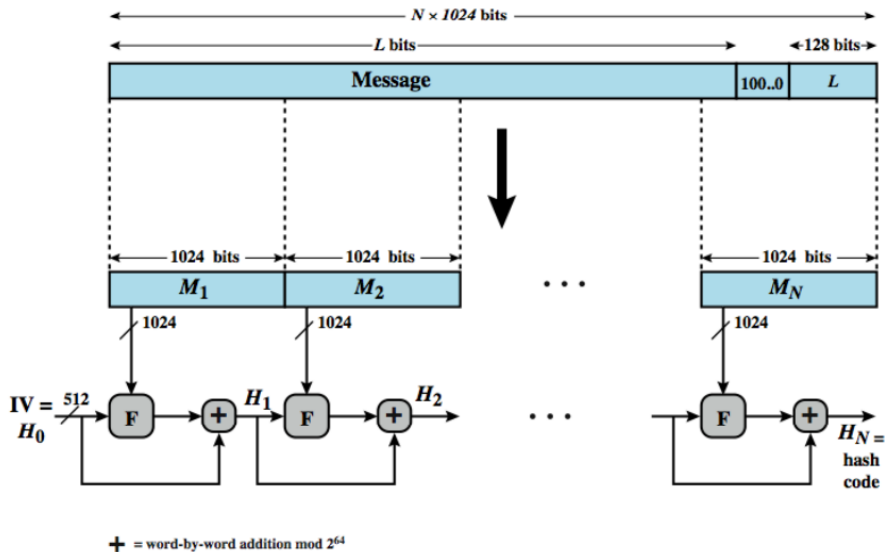 N × 1024 bits
L bits
128 bits
Message
100..0
L
1024 bits
1024 bits
1024 bits
M1
M2
. . .
MN
1024
1024
1024
IV =
H0
512
F
+
H1
F
+
H2
. . .
F
+
HN =
hash
code
+ = word-by-word addition mod 2^64